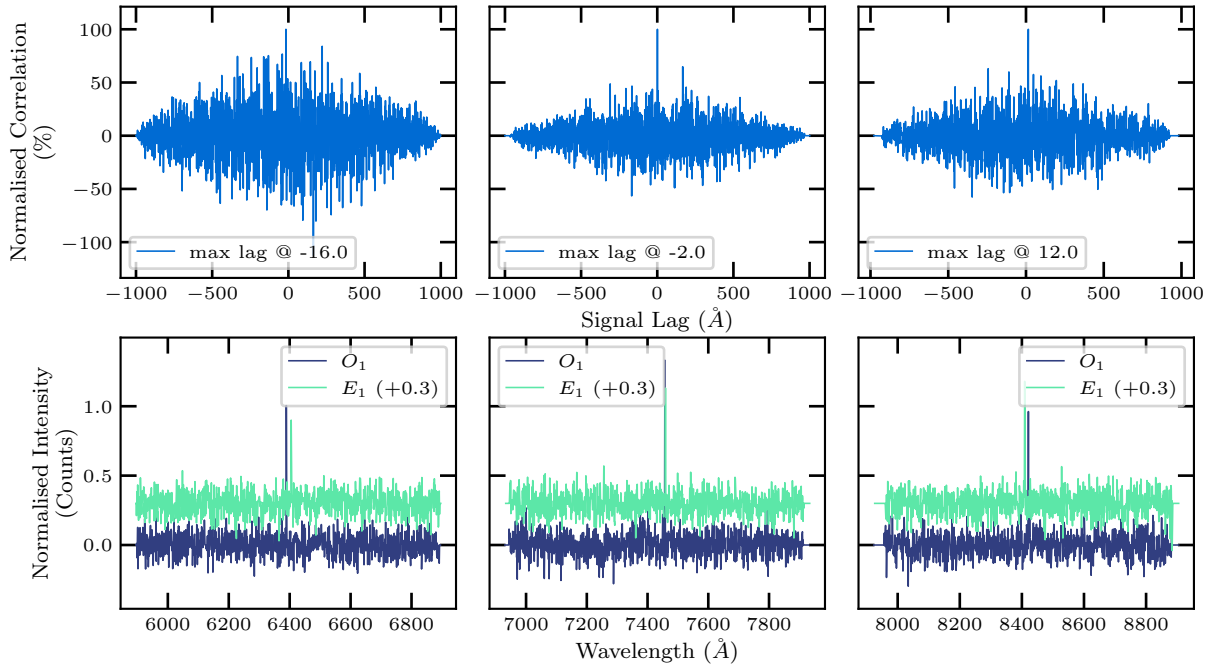 Normalised Correlation
(%)
100
50
0
−50
−100
max lag @ -16.0
max lag @ -2.0
max lag @ 12.0
−1000 −500 0 500 1000
−1000 −500 0 500 1000
−1000 −500 0 500 1000
Signal Lag (Å)
Normalised Intensity
(Counts)
1.0
0.5
0.0
O₁
E₁ (+0.3)
O₁
E₁ (+0.3)
O₁
E₁ (+0.3)
6000 6200 6400 6600 6800
7000 7200 7400 7600 7800
8000 8200 8400 8600 8800
Wavelength (Å)